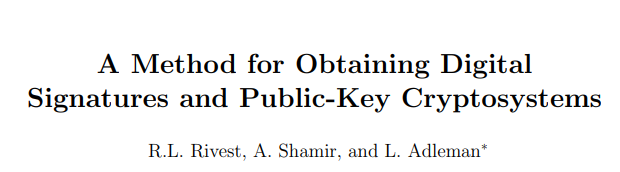 A Method for Obtaining Digital
Signatures and Public-Key Cryptosystems
R.L. Rivest, A. Shamir, and L. Adleman*